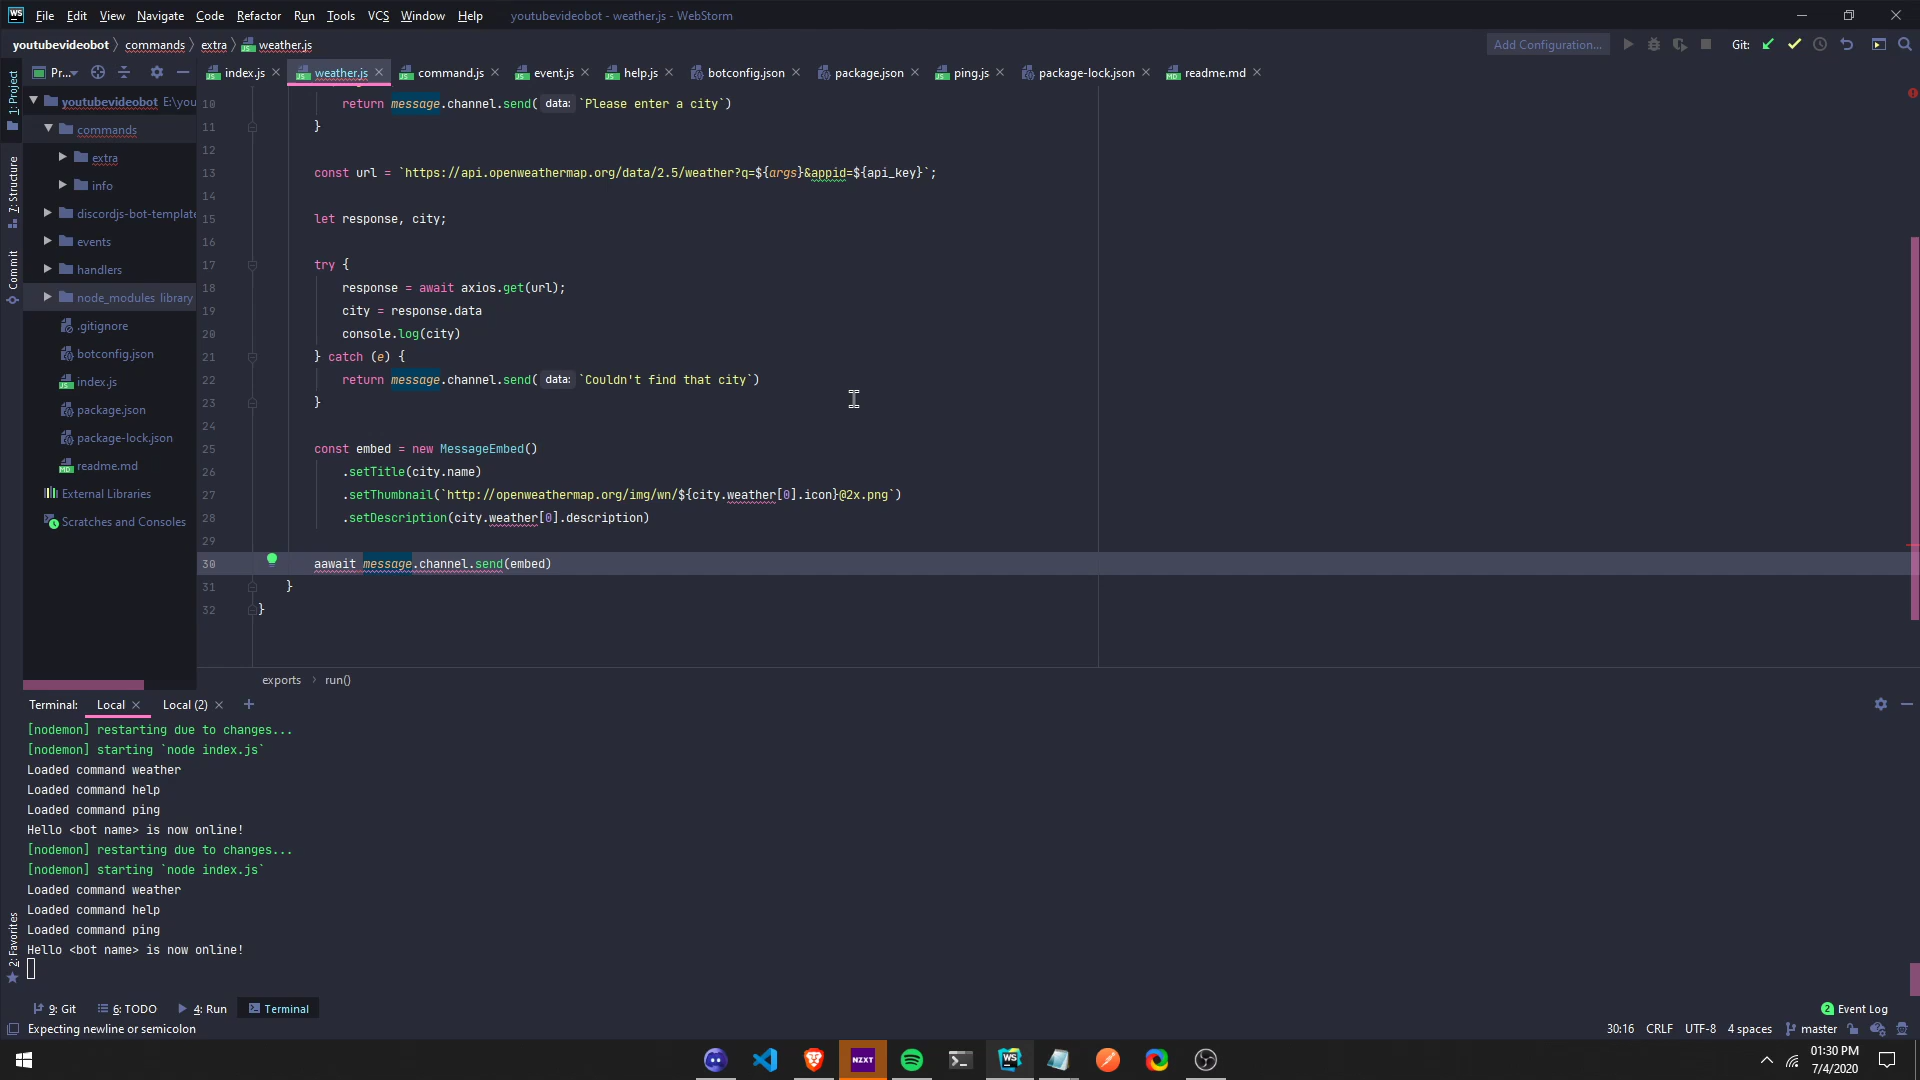 WS File Edit View Navigate Code Refactor Run Tools VCS Window Help youtubevideobot - weather.js - WebStorm
youtubevideobot commands extra weather.js Add Configuration... Git:
Pr... index.js weather.js command.js event.js help.js botconfig.json package.json ping.js package-lock.json readme.md
1: Project
7: Structure
Commit
2: Favorites
youtubevideobot E:\you
commands
extra
info
discordjs-bot-template
events
handlers
node_modules library
.gitignore
botconfig.json
index.js
package.json
package-lock.json
readme.md
External Libraries
Scratches and Consoles
10 return message.channel.send( data: `Please enter a city`)
11 }
12
13 const url = `https://api.openweathermap.org/data/2.5/weather?q=${args}&appid=${api_key}`;
14
15 let response, city;
16
17 try {
18 response = await axios.get(url);
19 city = response.data
20 console.log(city)
21 } catch (e) {
22 return message.channel.send( data: `Couldn't find that city`)
23 }
24
25 const embed = new MessageEmbed()
26 .setTitle(city.name)
27 .setThumbnail(`http://openweathermap.org/img/wn/${city.weather[0].icon}@2x.png`)
28 .setDescription(city.weather[0].description)
29
30 aawait message.channel.send(embed)
31 }
32 }
exports run()
Terminal: Local Local (2) +
[nodemon] restarting due to changes...
[nodemon] starting `node index.js`
Loaded command weather
Loaded command help
Loaded command ping
Hello <bot name> is now online!
[nodemon] restarting due to changes...
[nodemon] starting `node index.js`
Loaded command weather
Loaded command help
Loaded command ping
Hello <bot name> is now online!
9: Git 6: TODO 4: Run Terminal 2 Event Log
Expecting newline or semicolon 30:16 CRLF UTF-8 4 spaces master
NZXT WS 01:30 PM
7/4/2020